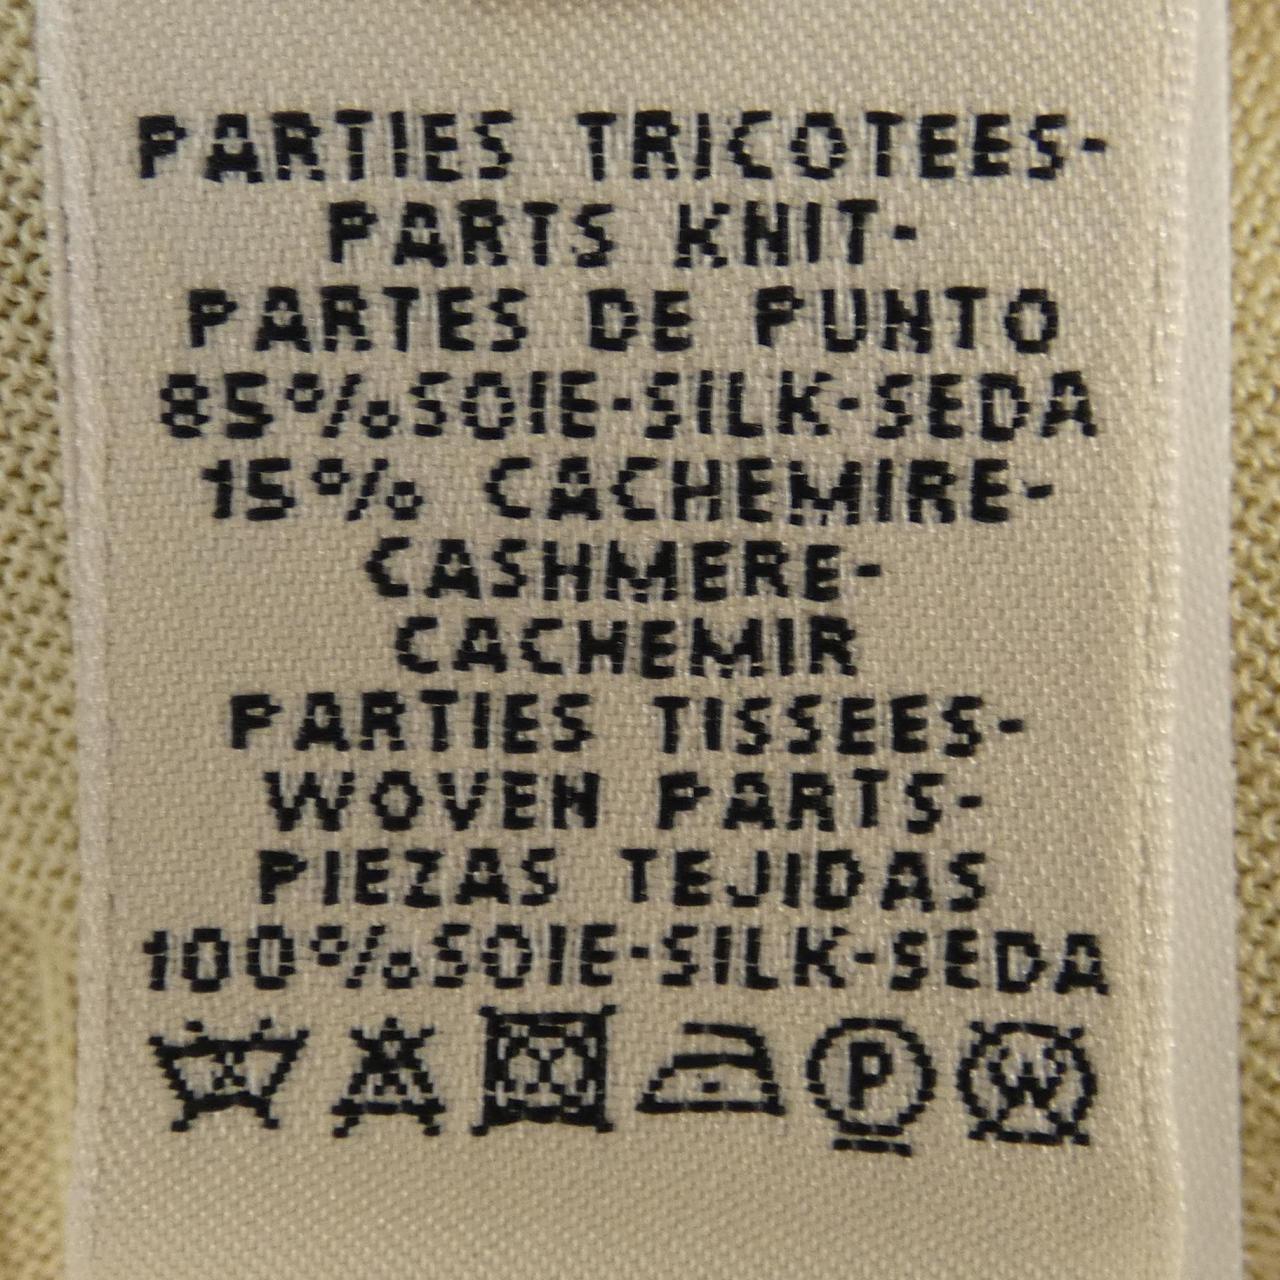 PARTIES TRICOTEES-
PARTS KNIT-
PARTES DE PUNTO
85%SOIE-SILK-SEDA
15% CACHEMIRE-
CASHMERE-
CACHEMIR
PARTIES TISSEES-
WOVEN PARTS-
PIEZAS TEJIDAS
100%SOIE-SILK-SEDA
P W